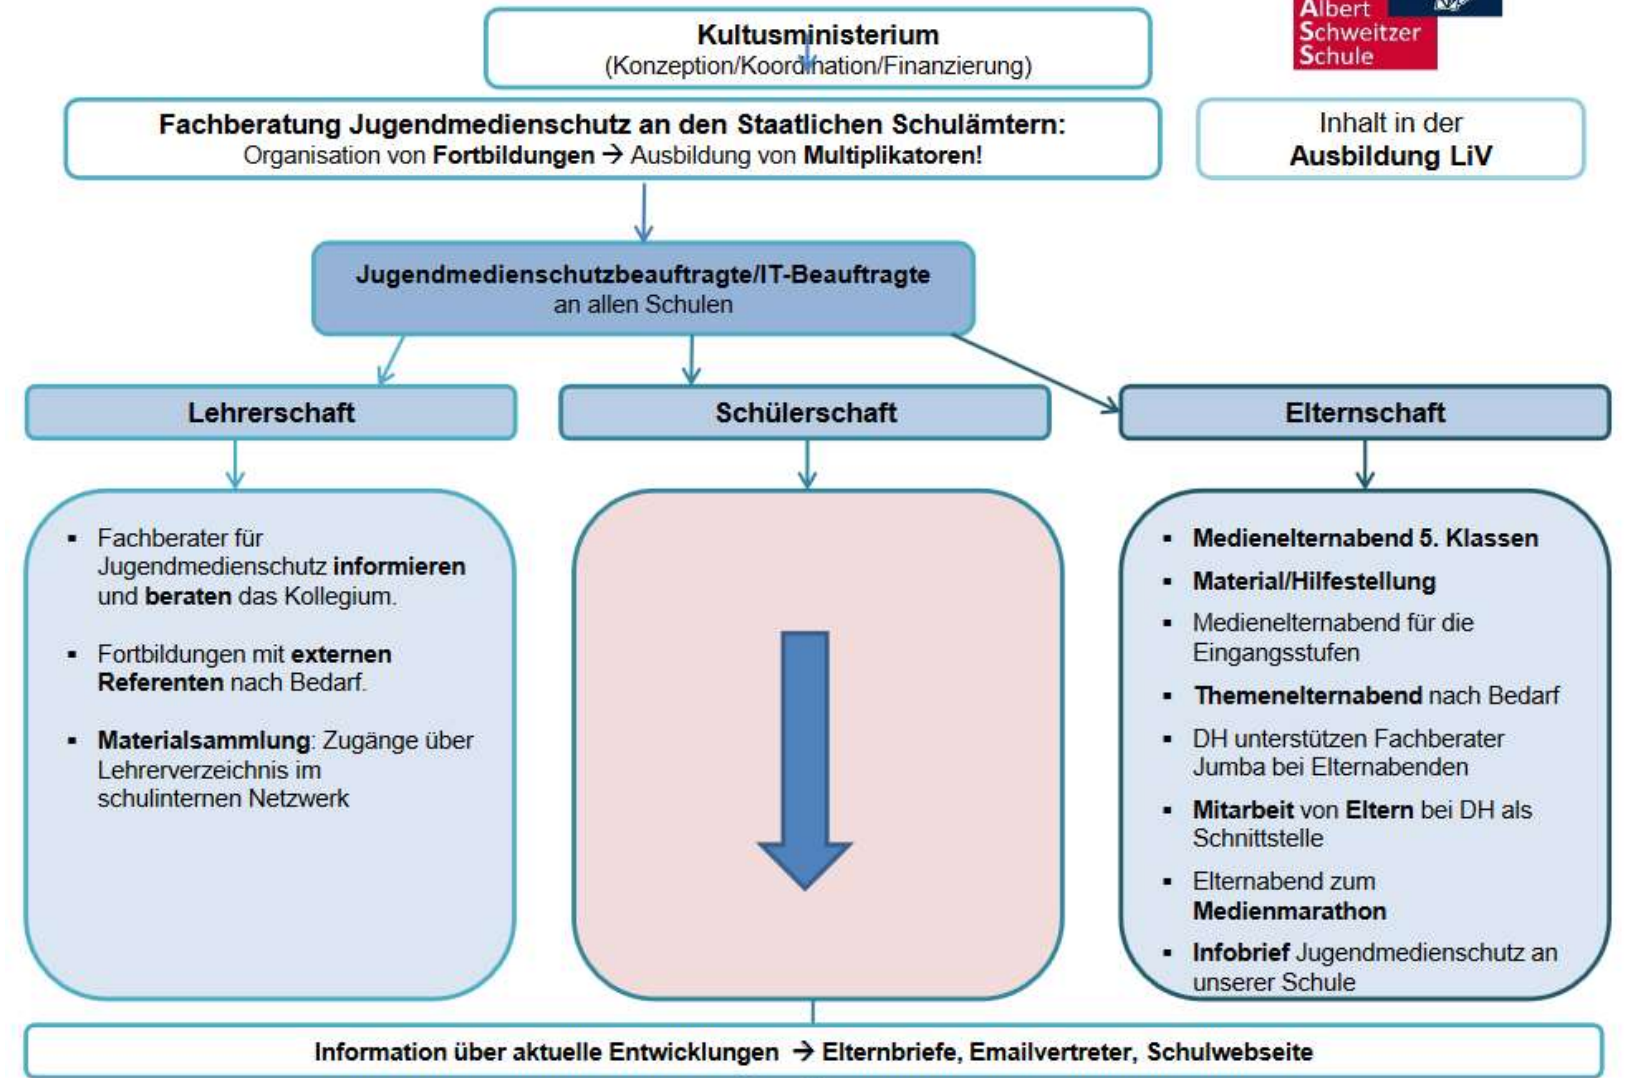 Kultusministerium
(Konzeption/Koordination/Finanzierung)
Albert
Schweitzer
Schule
Fachberatung Jugendmedienschutz an den Staatlichen Schulämtern:
Organisation von Fortbildungen → Ausbildung von Multiplikatoren!
Inhalt in der
Ausbildung LiV
Jugendmedienschutzbeauftragte/IT-Beauftragte
an allen Schulen
Lehrerschaft
▪ Fachberater für
Jugendmedienschutz informieren
und beraten das Kollegium.
▪ Fortbildungen mit externen
Referenten nach Bedarf.
▪ Materialsammlung: Zugänge über
Lehrerverzeichnis im
schulinternen Netzwerk
Schülerschaft
Elternschaft
▪ Medienelternabend 5. Klassen
▪ Material/Hilfestellung
▪ Medienelternabend für die
Eingangsstufen
▪ Themenelternabend nach Bedarf
▪ DH unterstützen Fachberater
Jumba bei Elternabenden
▪ Mitarbeit von Eltern bei DH als
Schnittstelle
▪ Elternabend zum
Medienmarathon
▪ Infobrief Jugendmedienschutz an
unserer Schule
Information über aktuelle Entwicklungen → Elternbriefe, Emailvertreter, Schulwebseite